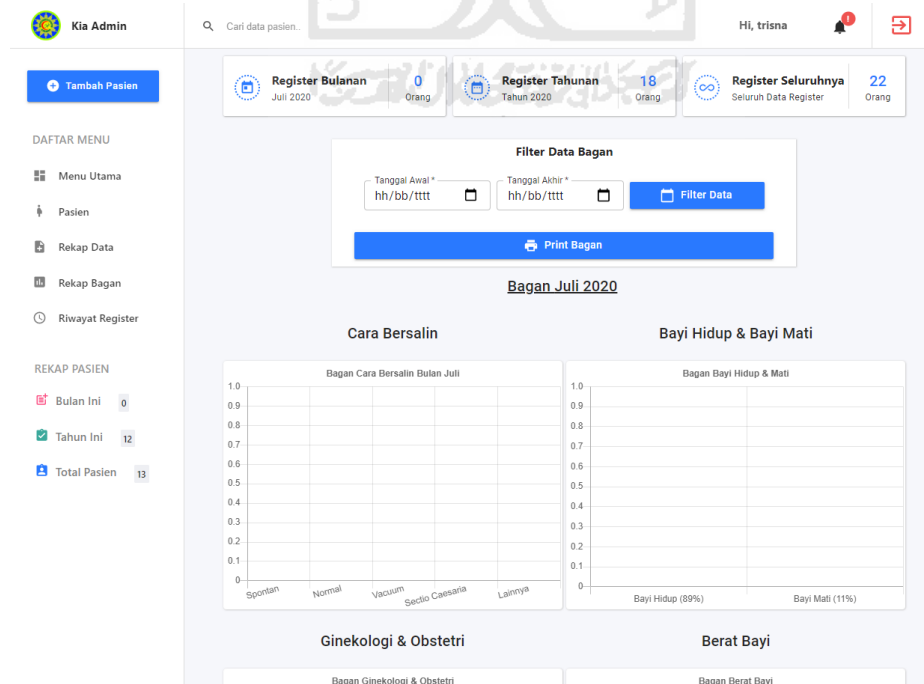 Kia Admin
Cari data pasien..
Hi, trisna
Tambah Pasien
DAFTAR MENU
Menu Utama
Pasien
Rekap Data
Rekap Bagan
Riwayat Register
REKAP PASIEN
Bulan Ini 0
Tahun Ini 12
Total Pasien 13
Register Bulanan 0
Juli 2020 Orang
Register Tahunan 18
Tahun 2020 Orang
Register Seluruhnya 22
Seluruh Data Register Orang
Filter Data Bagan
Tanggal Awal * Tanggal Akhir *
hh/bb/tttt hh/bb/tttt Filter Data
Print Bagan
Bagan Juli 2020
Cara Bersalin
Bagan Cara Bersalin Bulan Juli
1.0
0.9
0.8
0.7
0.6
0.5
0.4
0.3
0.2
0.1
0
Spontan Normal Vacuum Sectio Caesaria Lainnya
Bayi Hidup & Bayi Mati
Bagan Bayi Hidup & Mati
1.0
0.9
0.8
0.7
0.6
0.5
0.4
0.3
0.2
0.1
0
Bayi Hidup (89%) Bayi Mati (11%)
Ginekologi & Obstetri
Bagan Ginekologi & Obstetri
Berat Bayi
Bagan Berat Bayi